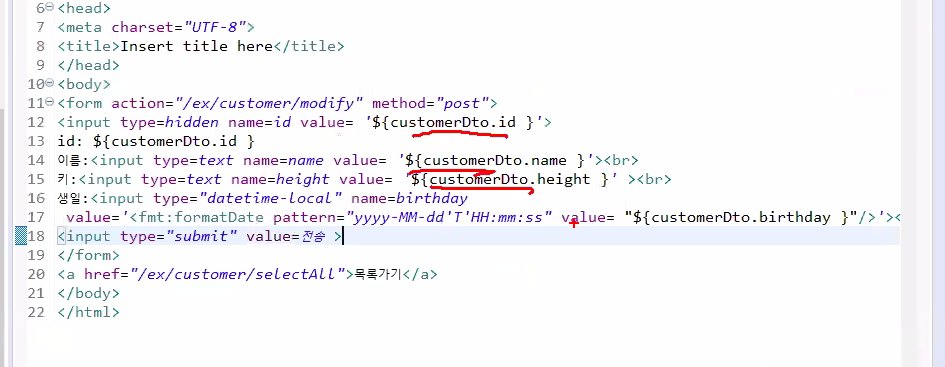 6 <head>
7 <meta charset="UTF-8">
8 <title>Insert title here</title>
9 </head>
10 <body>
11 <form action="/ex/customer/modify" method="post">
12 <input type=hidden name=id value= '${customerDto.id }'>
13 id: ${customerDto.id }
14 이름:<input type=text name=name value= '${customerDto.name }'><br>
15 키:<input type=text name=height value= '${customerDto.height }' ><br>
16 생일:<input type="datetime-local" name=birthday
17 value='<fmt:formatDate pattern="yyyy-MM-dd'T'HH:mm:ss" value= "${customerDto.birthday }"/>'><
18 <input type="submit" value=전송 >
19 </form>
20 <a href="/ex/customer/selectAll">목록가기</a>
21 </body>
22 </html>